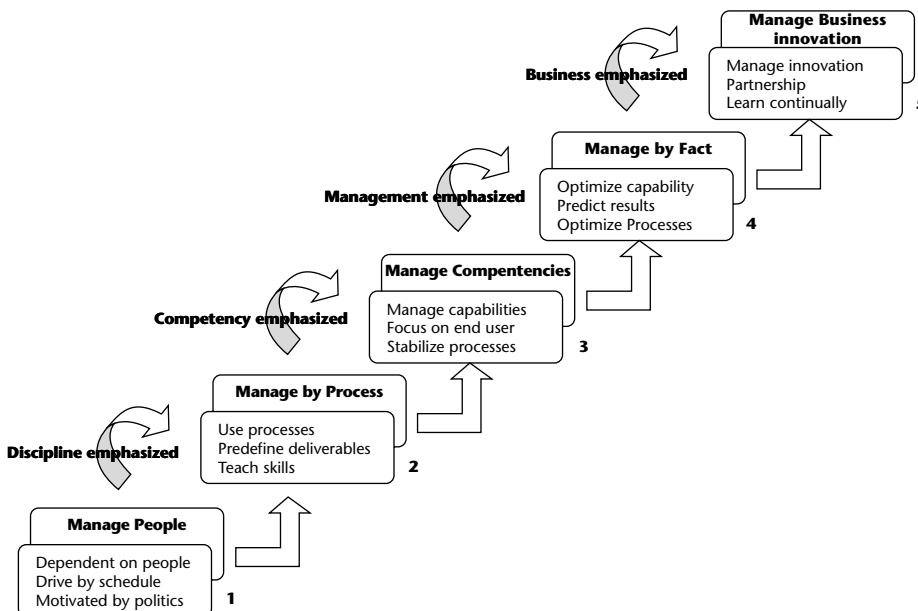 Manage Business
innovation
Manage innovation
Partnership
Learn continually
Business emphasized
Manage by Fact
Optimize capability
Predict results
Optimize Processes
4
Management emphasized
Manage Compentencies
Manage capabilities
Focus on end user
Stabilize processes
3
Competency emphasized
Manage by Process
Use processes
Predefine deliverables
Teach skills
2
Discipline emphasized
Manage People
Dependent on people
Drive by schedule
Motivated by politics
1